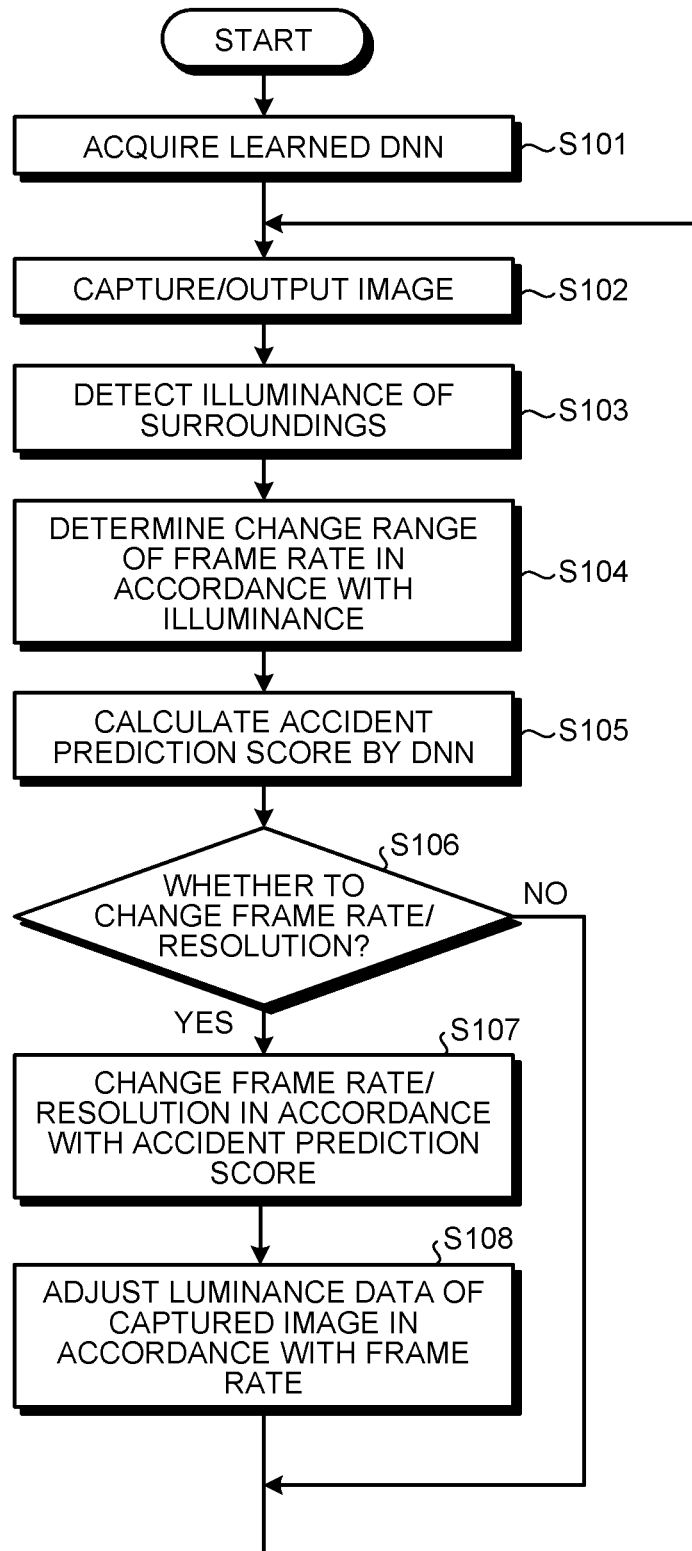 START
ACQUIRE LEARNED DNN
S101
CAPTURE/OUTPUT IMAGE
S102
DETECT ILLUMINANCE OF
SURROUNDINGS
S103
DETERMINE CHANGE RANGE
OF FRAME RATE IN
ACCORDANCE WITH
ILLUMINANCE
S104
CALCULATE ACCIDENT
PREDICTION SCORE BY DNN
S105
S106
WHETHER TO
CHANGE FRAME RATE/
RESOLUTION?
NO
YES
S107
CHANGE FRAME RATE/
RESOLUTION IN ACCORDANCE
WITH ACCIDENT PREDICTION
SCORE
S108
ADJUST LUMINANCE DATA OF
CAPTURED IMAGE IN
ACCORDANCE WITH FRAME
RATE